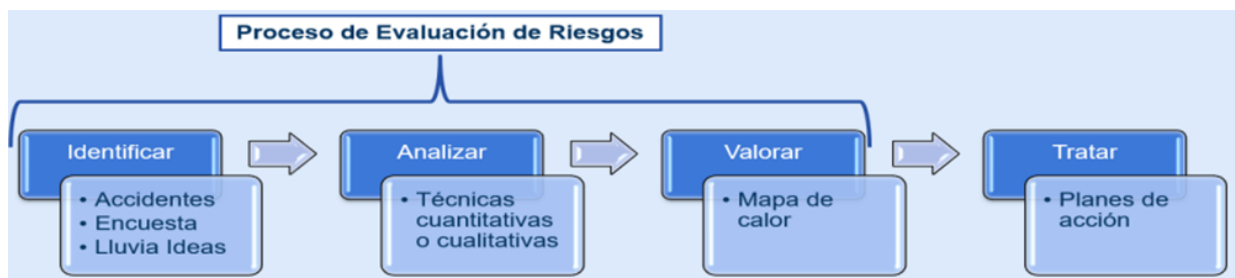 Proceso de Evaluación de Riesgos
Identificar
• Accidentes
• Encuesta
• Lluvia Ideas
Analizar
• Técnicas
cuantitativas
o cualitativas
Valorar
• Mapa de
calor
Tratar
• Planes de
acción